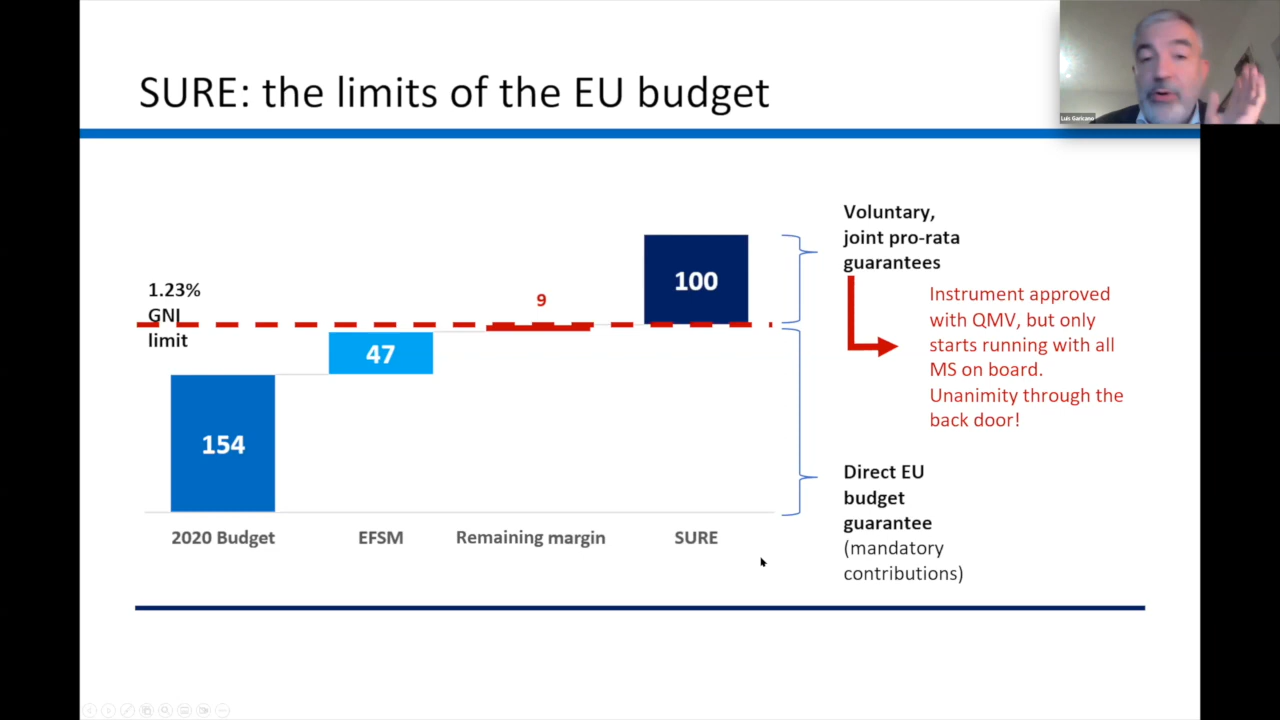 SURE: the limits of the EU budget
Luis Garicano
Voluntary,
joint pro-rata
guarantees
Instrument approved
with QMV, but only
starts running with all
MS on board.
Unanimity through the
back door!
1.23%
GNI
limit
9
100
47
154
Direct EU
budget
guarantee
(mandatory
contributions)
2020 Budget
EFSM
Remaining margin
SURE